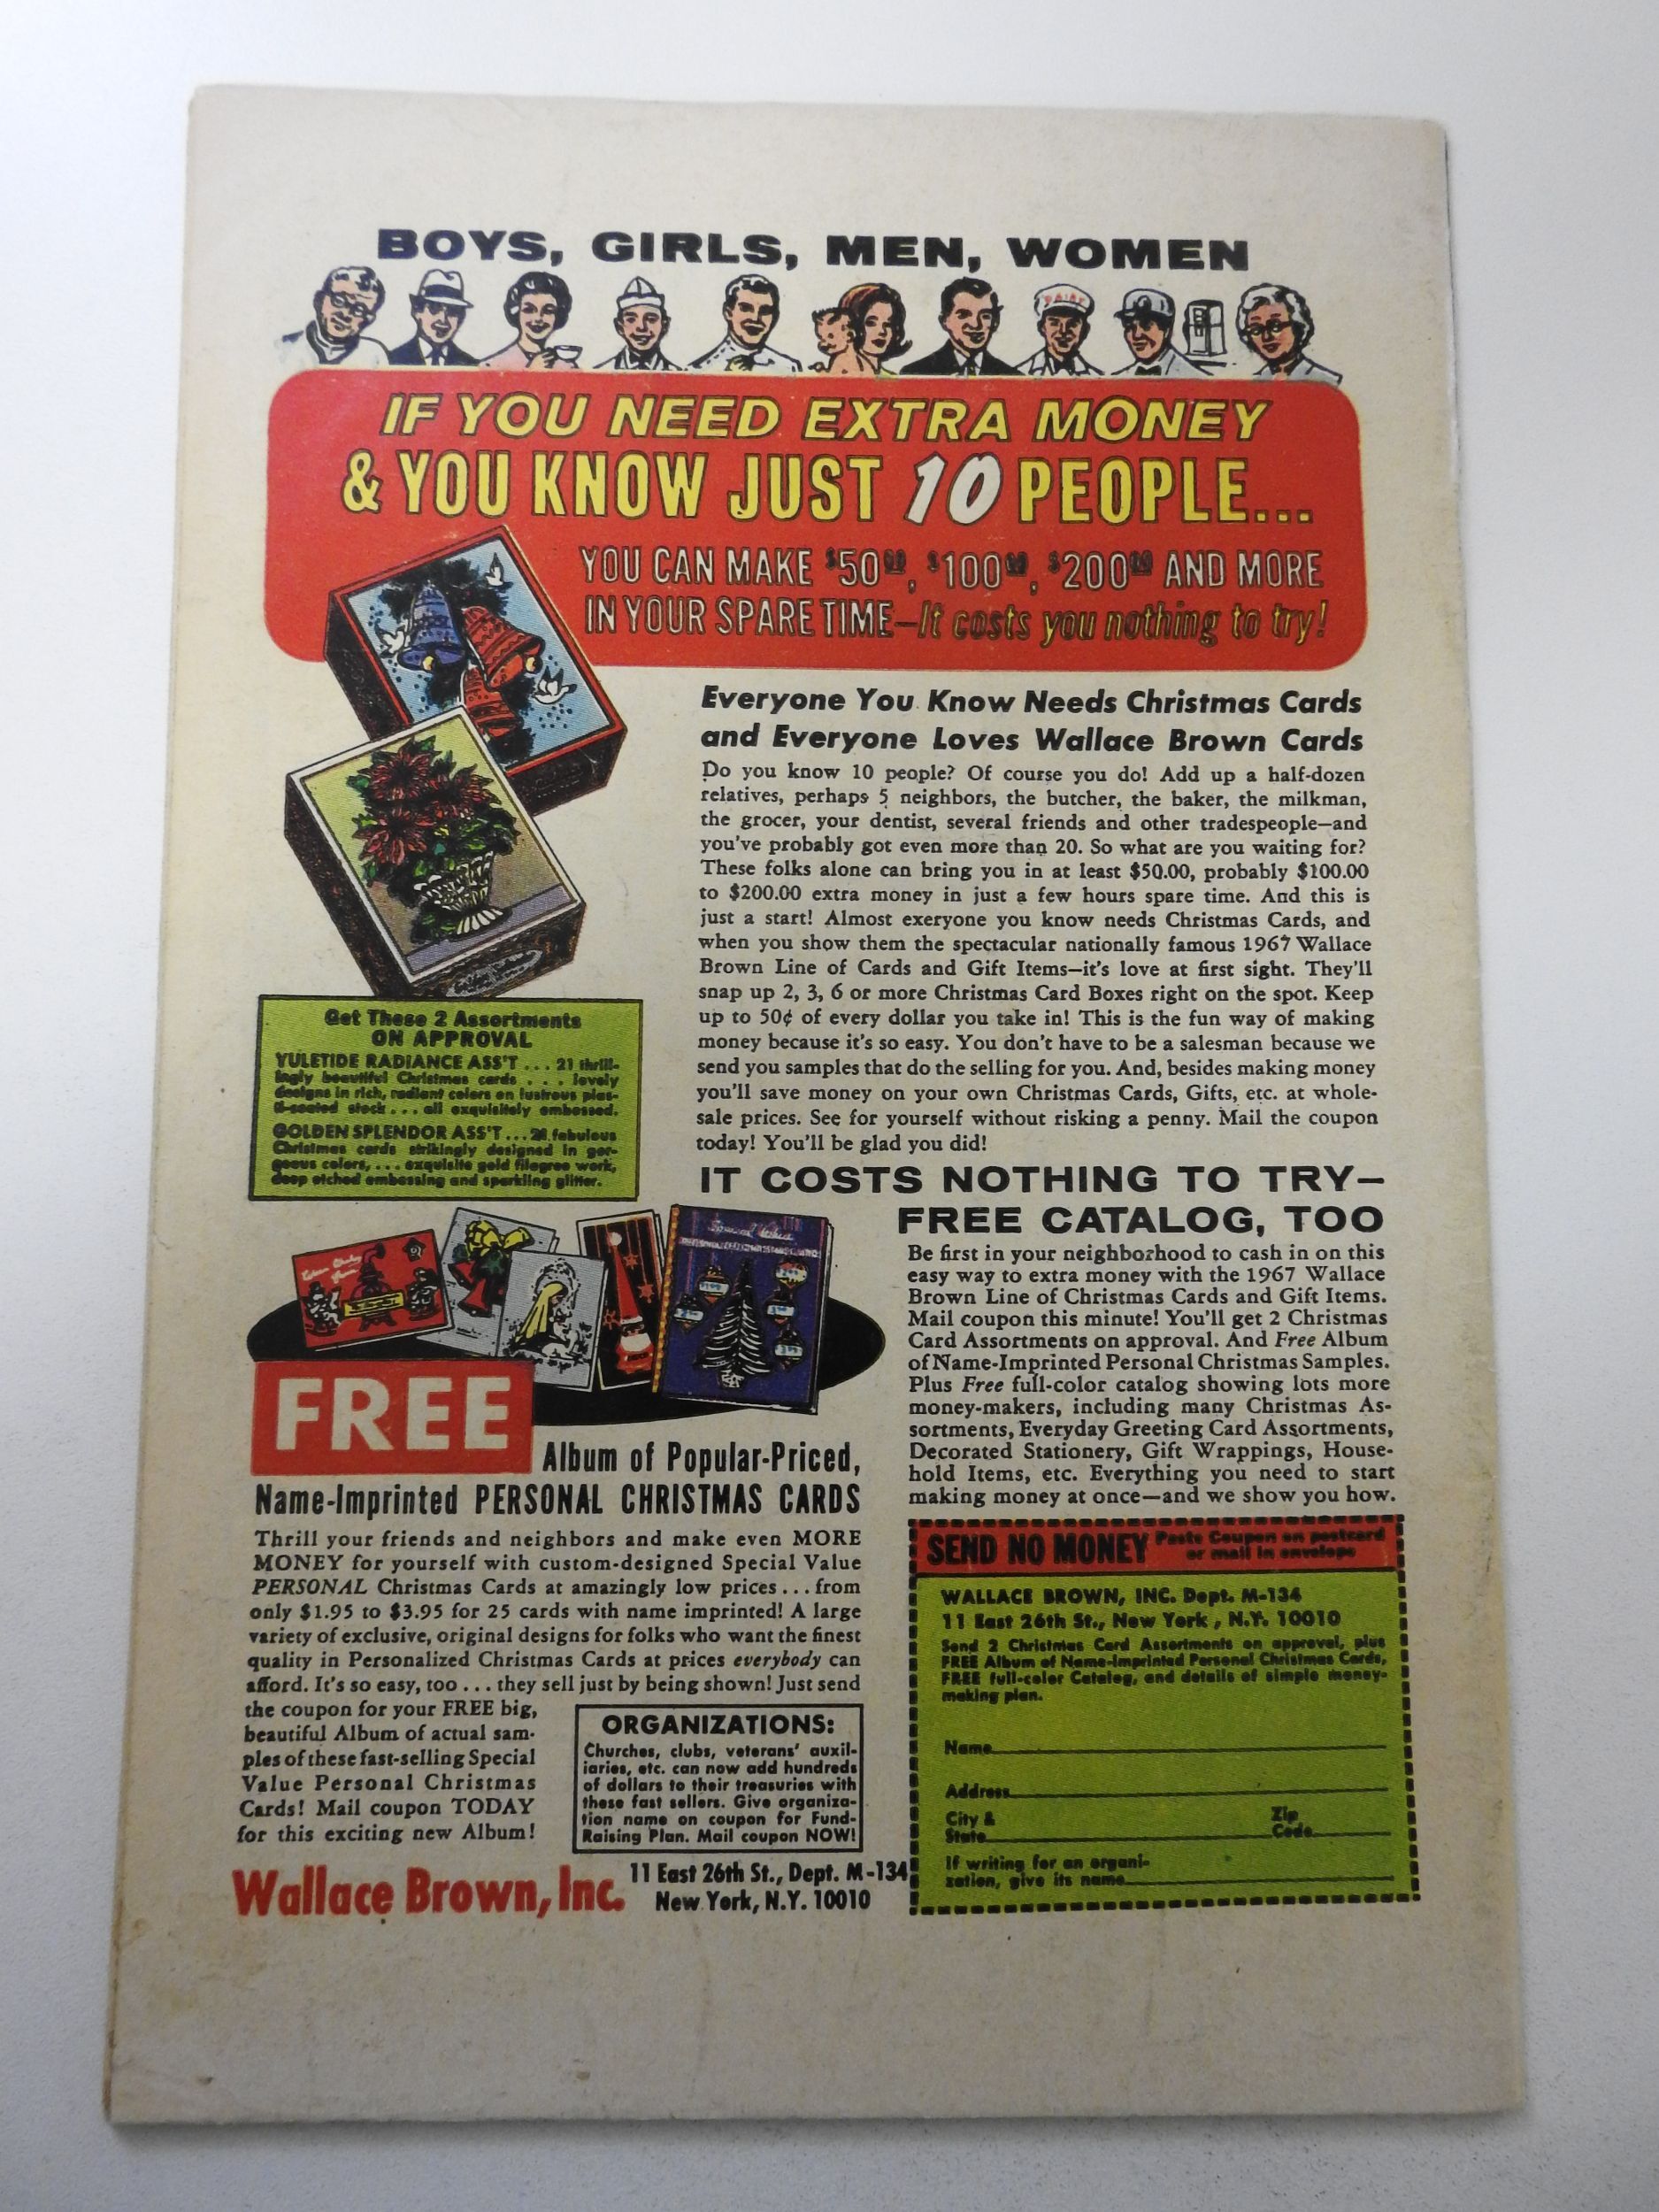 BOYS, GIRLS, MEN, WOMEN
DAIRY
IF YOU NEED EXTRA MONEY
& YOU KNOW JUST 10 PEOPLE...
YOU CAN MAKE $50⁰⁰, $100⁰⁰, $200⁰⁰ AND MORE
IN YOUR SPARE TIME—It costs you nothing to try!
Everyone You Know Needs Christmas Cards
and Everyone Loves Wallace Brown Cards
Do you know 10 people? Of course you do! Add up a half-dozen
relatives, perhaps 5 neighbors, the butcher, the baker, the milkman,
the grocer, your dentist, several friends and other tradespeople—and
you've probably got even more than 20. So what are you waiting for?
These folks alone can bring you in at least $50.00, probably $100.00
to $200.00 extra money in just a few hours spare time. And this is
just a start! Almost exeryone you know needs Christmas Cards, and
when you show them the spectacular nationally famous 1967 Wallace
Brown Line of Cards and Gift Items—it's love at first sight. They'll
snap up 2, 3, 6 or more Christmas Card Boxes right on the spot. Keep
up to 50¢ of every dollar you take in! This is the fun way of making
money because it's so easy. You don't have to be a salesman because we
send you samples that do the selling for you. And, besides making money
you'll save money on your own Christmas Cards, Gifts, etc. at whole-
sale prices. See for yourself without risking a penny. Mail the coupon
today! You'll be glad you did!
Get These 2 Assortments
ON APPROVAL
YULETIDE RADIANCE ASS'T . . . 21 thrill-
ingly beautiful Christmas cards . . . lovely
designs in rich, radiant colors on lustrous plas-
ti-coated stock . . . all exquisitely embossed.
GOLDEN SPLENDOR ASS'T . . . 21 fabulous
Christmas cards strikingly designed in gor-
geous colors, . . . exquisite gold filagree work,
deep etched embossing and sparkling glitter.
IT COSTS NOTHING TO TRY—
FREE CATALOG, TOO
Be first in your neighborhood to cash in on this
easy way to extra money with the 1967 Wallace
Brown Line of Christmas Cards and Gift Items.
Mail coupon this minute! You'll get 2 Christmas
Card Assortments on approval. And Free Album
of Name-Imprinted Personal Christmas Samples.
Plus Free full-color catalog showing lots more
money-makers, including many Christmas As-
sortments, Everyday Greeting Card Assortments,
Decorated Stationery, Gift Wrappings, House-
hold Items, etc. Everything you need to start
making money at once—and we show you how.
Special Value
FREE
Album of Popular-Priced,
Name-Imprinted PERSONAL CHRISTMAS CARDS
Thrill your friends and neighbors and make even MORE
MONEY for yourself with custom-designed Special Value
PERSONAL Christmas Cards at amazingly low prices . . . from
only $1.95 to $3.95 for 25 cards with name imprinted! A large
variety of exclusive, original designs for folks who want the finest
quality in Personalized Christmas Cards at prices everybody can
afford. It's so easy, too . . . they sell just by being shown! Just send
the coupon for your FREE big,
beautiful Album of actual sam-
ples of these fast-selling Special
Value Personal Christmas
Cards! Mail coupon TODAY
for this exciting new Album!
ORGANIZATIONS:
Churches, clubs, veterans' auxil-
iaries, etc. can now add hundreds
of dollars to their treasuries with
these fast sellers. Give organiza-
tion name on coupon for Fund-
Raising Plan. Mail coupon NOW!
Wallace Brown, Inc.
11 East 26th St., Dept. M-134
New York, N.Y. 10010
SEND NO MONEY Paste Coupon on postcard
or mail in envelope
WALLACE BROWN, INC. Dept. M-134
11 East 26th St., New York , N.Y. 10010
Send 2 Christmas Card Assortments on approval, plus
FREE Album of Name-Imprinted Personal Christmas Cards,
FREE full-color Catalog, and details of simple money-
making plan.
Name
Address
City &
State
Zip
Code
If writing for an organi-
zation, give its name